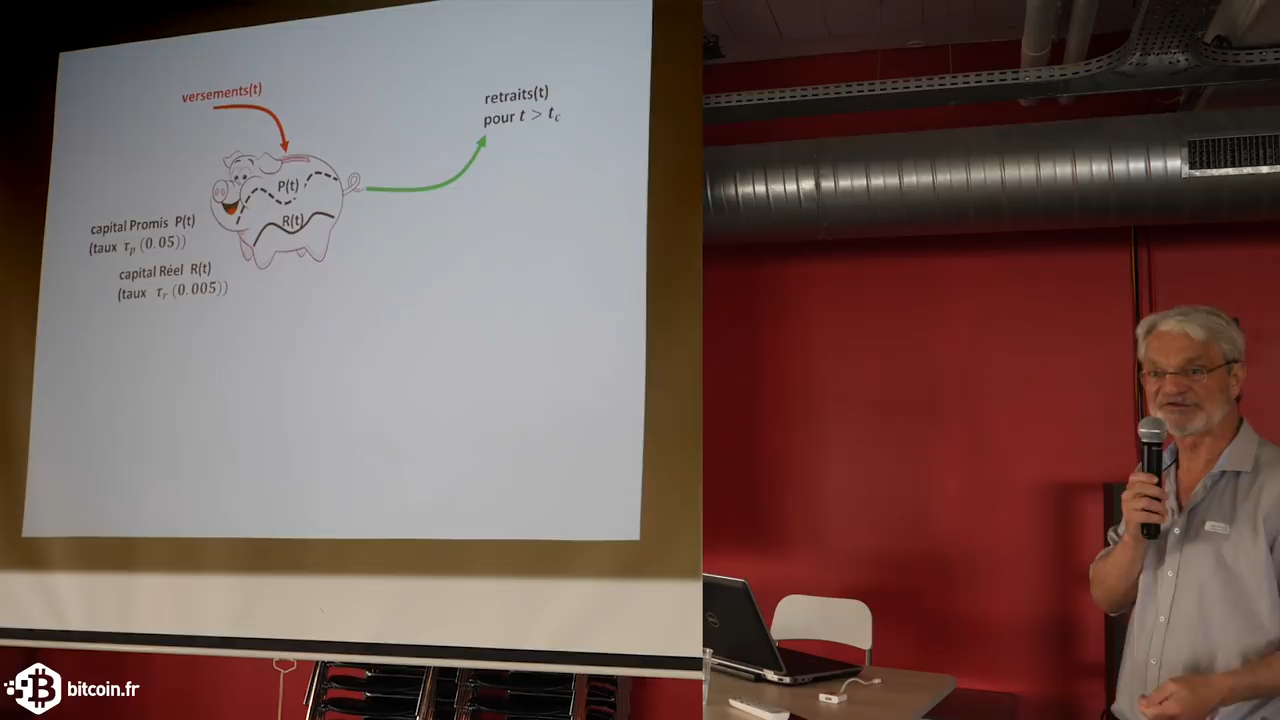 versements(t)
retraits(t)
pour t > t_c
P(t)
R(t)
capital Promis P(t)
(taux τ_p (0.05))
capital Réel R(t)
(taux τ_r (0.005))
bitcoin.fr